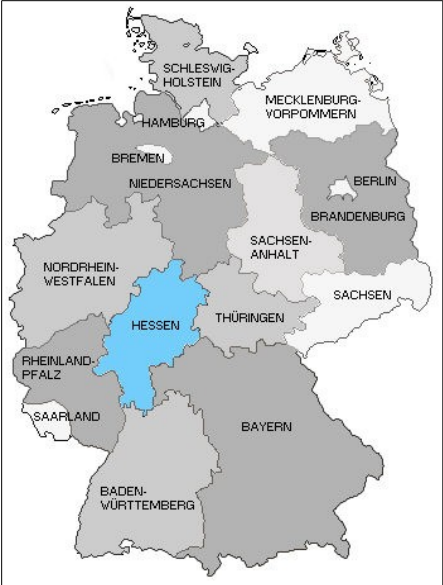 SCHLESWIG-
HOLSTEIN
MECKLENBURG-
VORPOMMERN
HAMBURG
BREMEN
NIEDERSACHSEN
BERLIN
BRANDENBURG
SACHSEN-
ANHALT
NORDRHEIN-
WESTFALEN
SACHSEN
HESSEN
THÜRINGEN
RHEINLAND-
PFALZ
SAARLAND
BAYERN
BADEN-
WÜRTTEMBERG